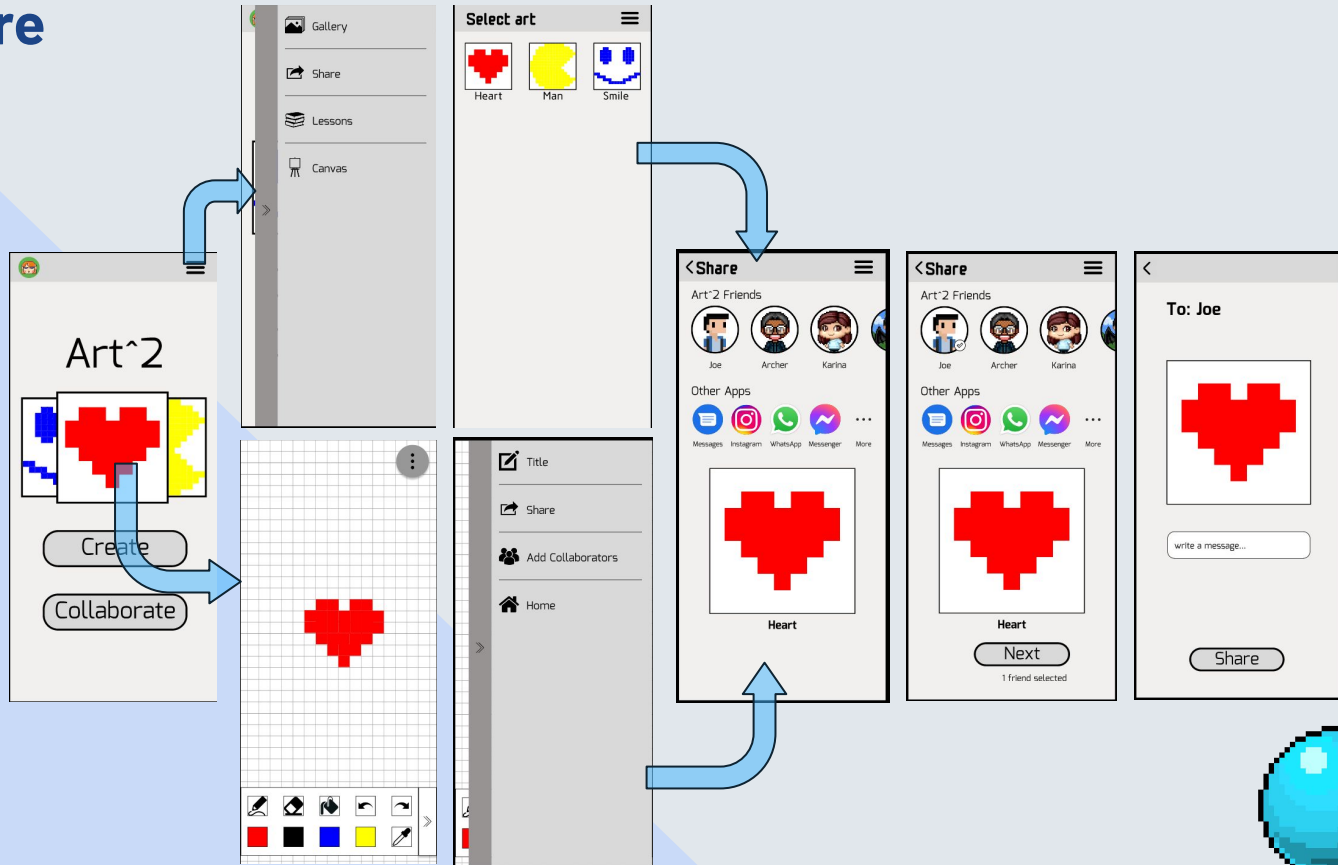 re
Gallery
Share
Lessons
Canvas
Select art
Heart Man Smile
Art^2
Create
Collaborate
Title
Share
Add Collaborators
Home
<Share
Art^2 Friends
Joe Archer Karina
Other Apps
Messages Instagram WhatsApp Messenger More
Heart
<Share
Art^2 Friends
Joe Archer Karina
Other Apps
Messages Instagram WhatsApp Messenger More
Heart
Next
1 friend selected
To: Joe
write a message...
Share